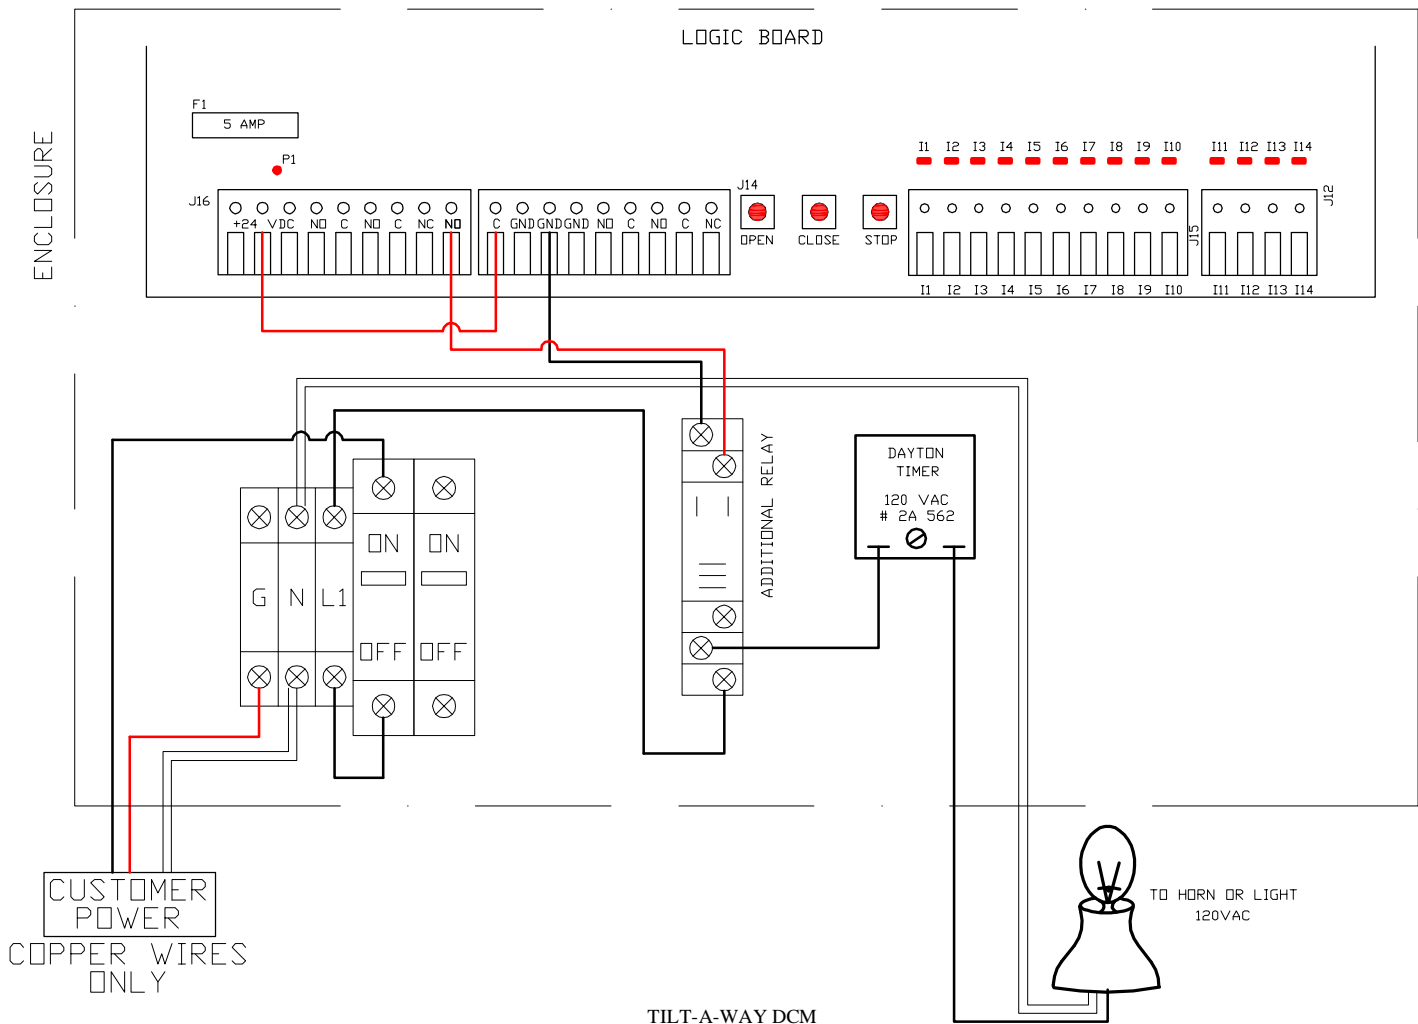 LOGIC BOARD
F1
5 AMP
P1
ENCLOSURE
I1 I2 I3 I4 I5 I6 I7 I8 I9 I10 I11 I12 I13 I14
J16
J14
J12
+24 VDC NO C NO C NC NO
C GND GND GND NO C NO C NC
OPEN CLOSE STOP
J15
I1 I2 I3 I4 I5 I6 I7 I8 I9 I10 I11 I12 I13 I14
ADDITIONAL RELAY
DAYTON
TIMER
120 VAC
# 2A 562
ON ON
G N L1
OFF OFF
CUSTOMER
POWER
COPPER WIRES
ONLY
TO HORN OR LIGHT
120VAC
TILT-A-WAY DCM